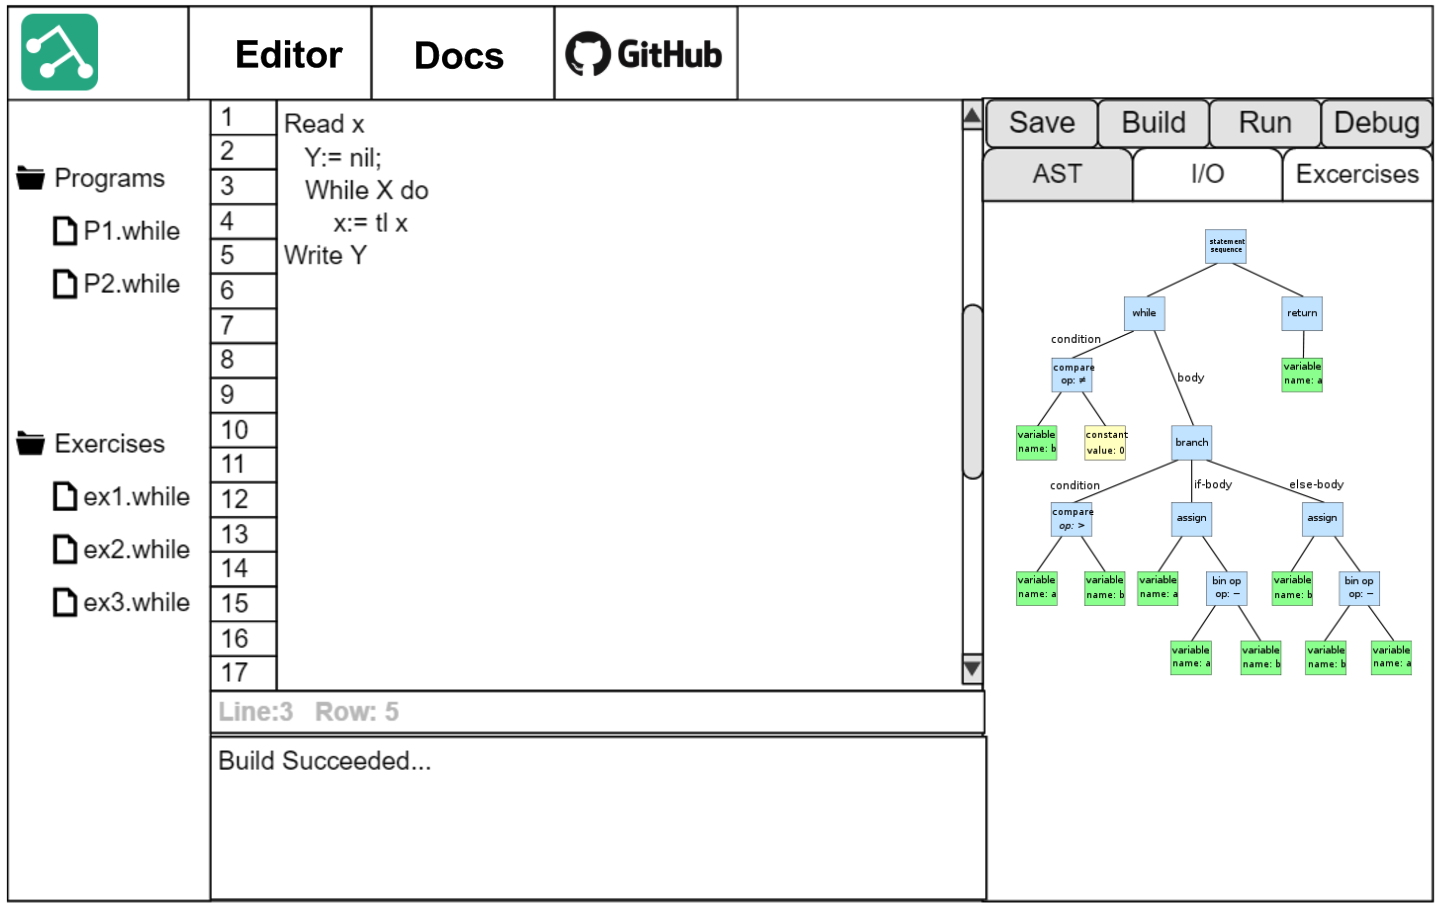 Editor
Docs
GitHub
Programs
P1.while
P2.while
Exercises
ex1.while
ex2.while
ex3.while
1
2
3
4
5
6
7
8
9
10
11
12
13
14
15
16
17
Read x
Y:= nil;
While X do
x:= tl x
Write Y
Line:3 Row: 5
Build Succeeded...
Save
Build
Run
Debug
AST
I/O
Excercises
statement
sequence
while
return
condition
body
compare
op: ≠
variable
name: a
variable
name: b
constant
value: 0
branch
condition
if-body
else-body
compare
op: >
assign
assign
variable
name: a
variable
name: b
variable
name: a
bin op
op: −
variable
name: b
bin op
op: −
variable
name: a
variable
name: b
variable
name: b
variable
name: a